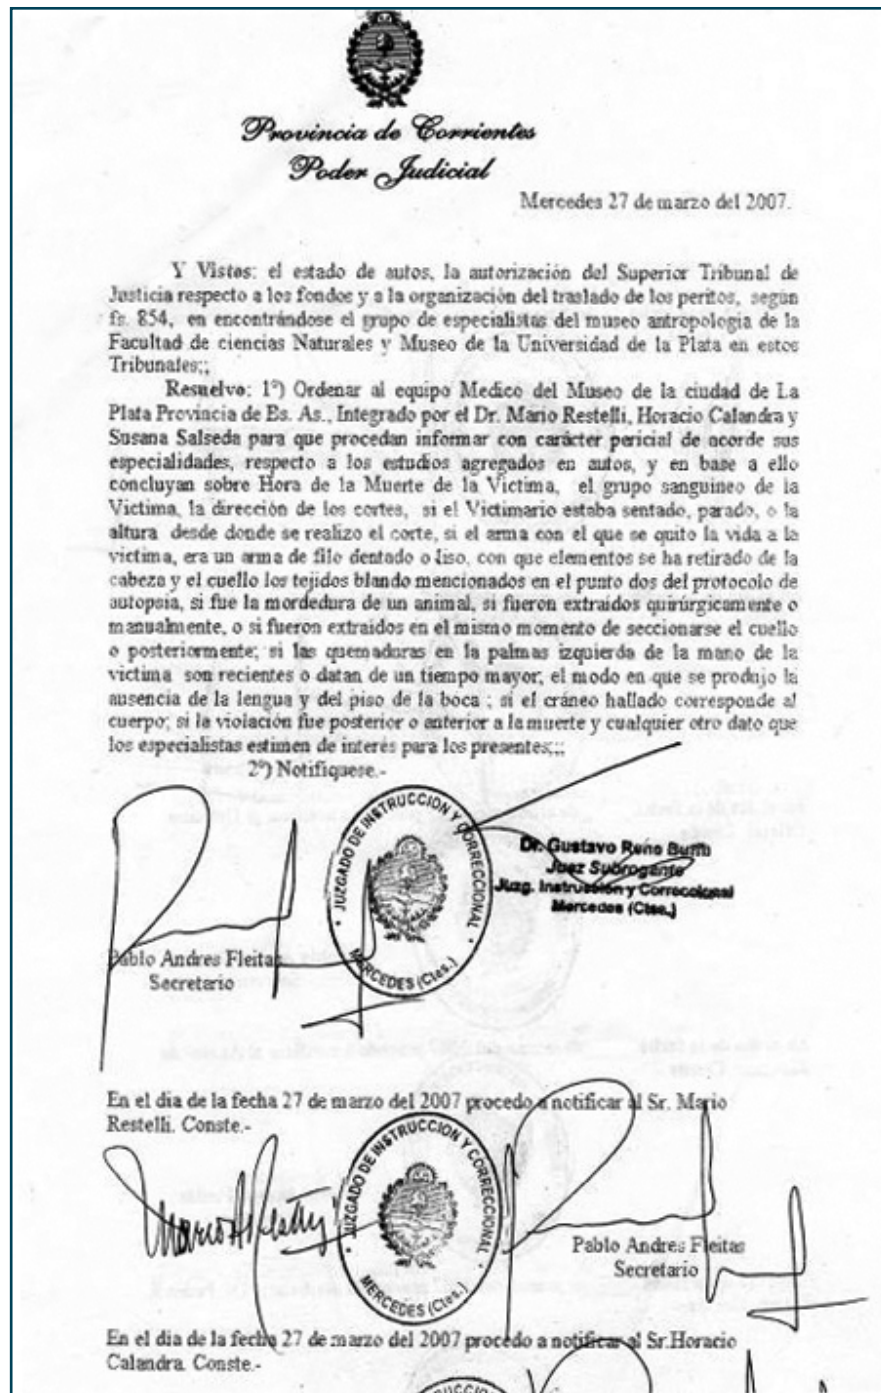 Provincia de Corrientes
Poder Judicial
Mercedes 27 de marzo del 2007.
Y Vistos: el estado de autos, la autorización del Superior Tribunal de
Justicia respecto a los fondos y a la organización del traslado de los peritos, según
fs. 854, en encontrándose el grupo de especialistas del museo antropologia de la
Facultad de ciencias Naturales y Museo de la Universidad de la Plata en estos
Tribunales;;
Resuelvo: 1º) Ordenar al equipo Medico del Museo de la ciudad de La
Plata Provincia de Bs. As., Integrado por el Dr. Mario Restelli, Horacio Calandra y
Susana Salseda para que procedan informar con carácter pericial de acorde sus
especialidades, respecto a los estudios agregados en autos, y en base a ello
concluyan sobre Hora de la Muerte de la Victima, el grupo sanguineo de la
Victima, la dirección de los cortes, si el Victimario estaba sentado, parado, o la
altura desde donde se realizo el corte, si el arma con el que se quito la vida a la
victima, era un arma de filo dentado o liso, con que elementos se ha retirado de la
cabeza y el cuello los tejidos blando mencionados en el punto dos del protocolo de
autopsia, si fue la mordedura de un animal, si fueron extraidos quirúrgicamente o
manualmente, o si fueron extraidos en el mismo momento de seccionarse el cuello
o posteriormente; si las quemaduras en la palmas izquierda de la mano de la
victima son recientes o datan de un tiempo mayor; el modo en que se produjo la
ausencia de la lengua y del piso de la boca ; si el cráneo hallado corresponde al
cuerpo; si la violación fue posterior o anterior a la muerte y cualquier otro dato que
los especialistas estimen de interés para los presentes;;;
2º) Notifiquese.-
JUZGADO DE INSTRUCCION Y CORRECCIONAL
MERCEDES (Ctes.)
Dr. Gustavo Rene Buffil
Juez Subrogante
Juzg. Instrucción y Correccional
Mercedes (Ctes.)
Pablo Andres Fleitas
Secretario
En el dia de la fecha 27 de marzo del 2007 procedo a notificar al Sr. Mario
Restelli. Conste.-
JUZGADO DE INSTRUCCION Y CORRECCIONAL
MERCEDES (Ctes.)
Pablo Andres Fleitas
Secretario
En el dia de la fecha 27 de marzo del 2007 procedo a notificar al Sr.Horacio
Calandra. Conste.-